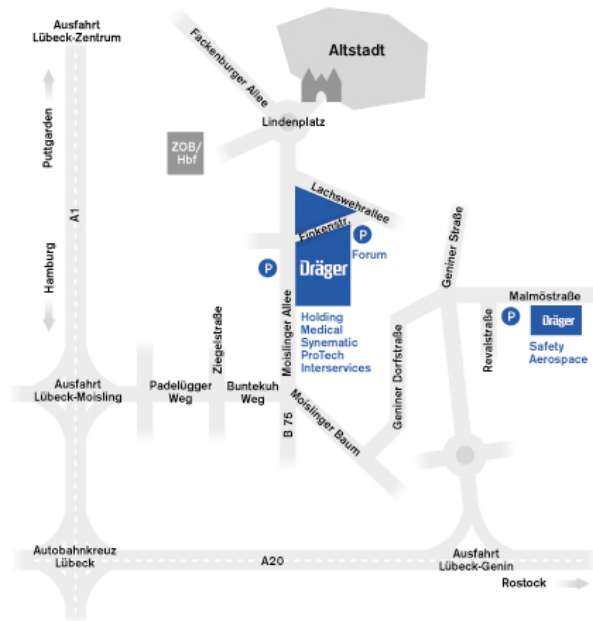 Ausfahrt
Lübeck-Zentrum
Fackenburger Allee
Altstadt
Lindenplatz
Puttgarden
ZOB/
Hbf
A1
Lachswehrallee
Finkenstr.
P
Forum
P
Dräger
Hamburg
Geniner Straße
Malmöstraße
P
Dräger
Revalstraße
Safety
Aerospace
Holding
Medical
Synematic
ProTech
Interservices
Moislinger Allee
Ziegelstraße
Geniner Dorfstraße
Ausfahrt
Lübeck-Moisling
Padelügger
Weg
Buntekuh
Weg
Moislinger Baum
B 75
Autobahnkreuz
Lübeck
A20
Ausfahrt
Lübeck-Genin
Rostock